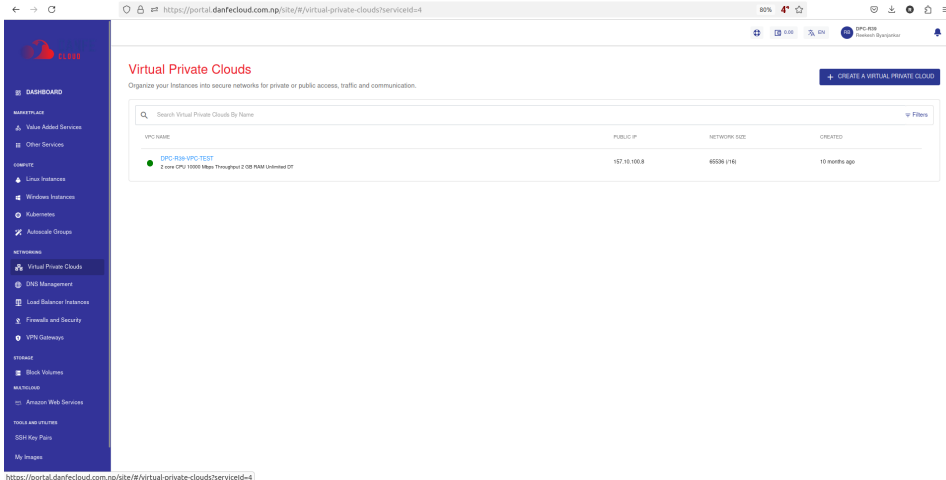 https://portal.danfecloud.com.np/site/#/virtual-private-clouds?serviceId=4
80%
4
0.00
EN
RB
DPC-R39
Reekesh Byanjankar
CLOUD
DASHBOARD
MARKETPLACE
Value Added Services
Other Services
COMPUTE
Linux Instances
Windows Instances
Kubernetes
Autoscale Groups
NETWORKING
Virtual Private Clouds
DNS Management
Load Balancer Instances
Firewalls and Security
VPN Gateways
STORAGE
Block Volumes
MULTICLOUD
Amazon Web Services
TOOLS AND UTILITIES
SSH Key Pairs
My Images
Virtual Private Clouds
Organize your Instances into secure networks for private or public access, traffic and communication.
+ CREATE A VIRTUAL PRIVATE CLOUD
Search Virtual Private Clouds By Name
Filters
VPC NAME PUBLIC IP NETWORK SIZE CREATED
DPC-R39-VPC-TEST
2 core CPU 10000 Mbps Throughput 2 GB RAM Unlimited DT
157.10.100.8 65536 (/16) 10 months ago
https://portal.danfecloud.com.np/site/#/virtual-private-clouds?serviceId=4